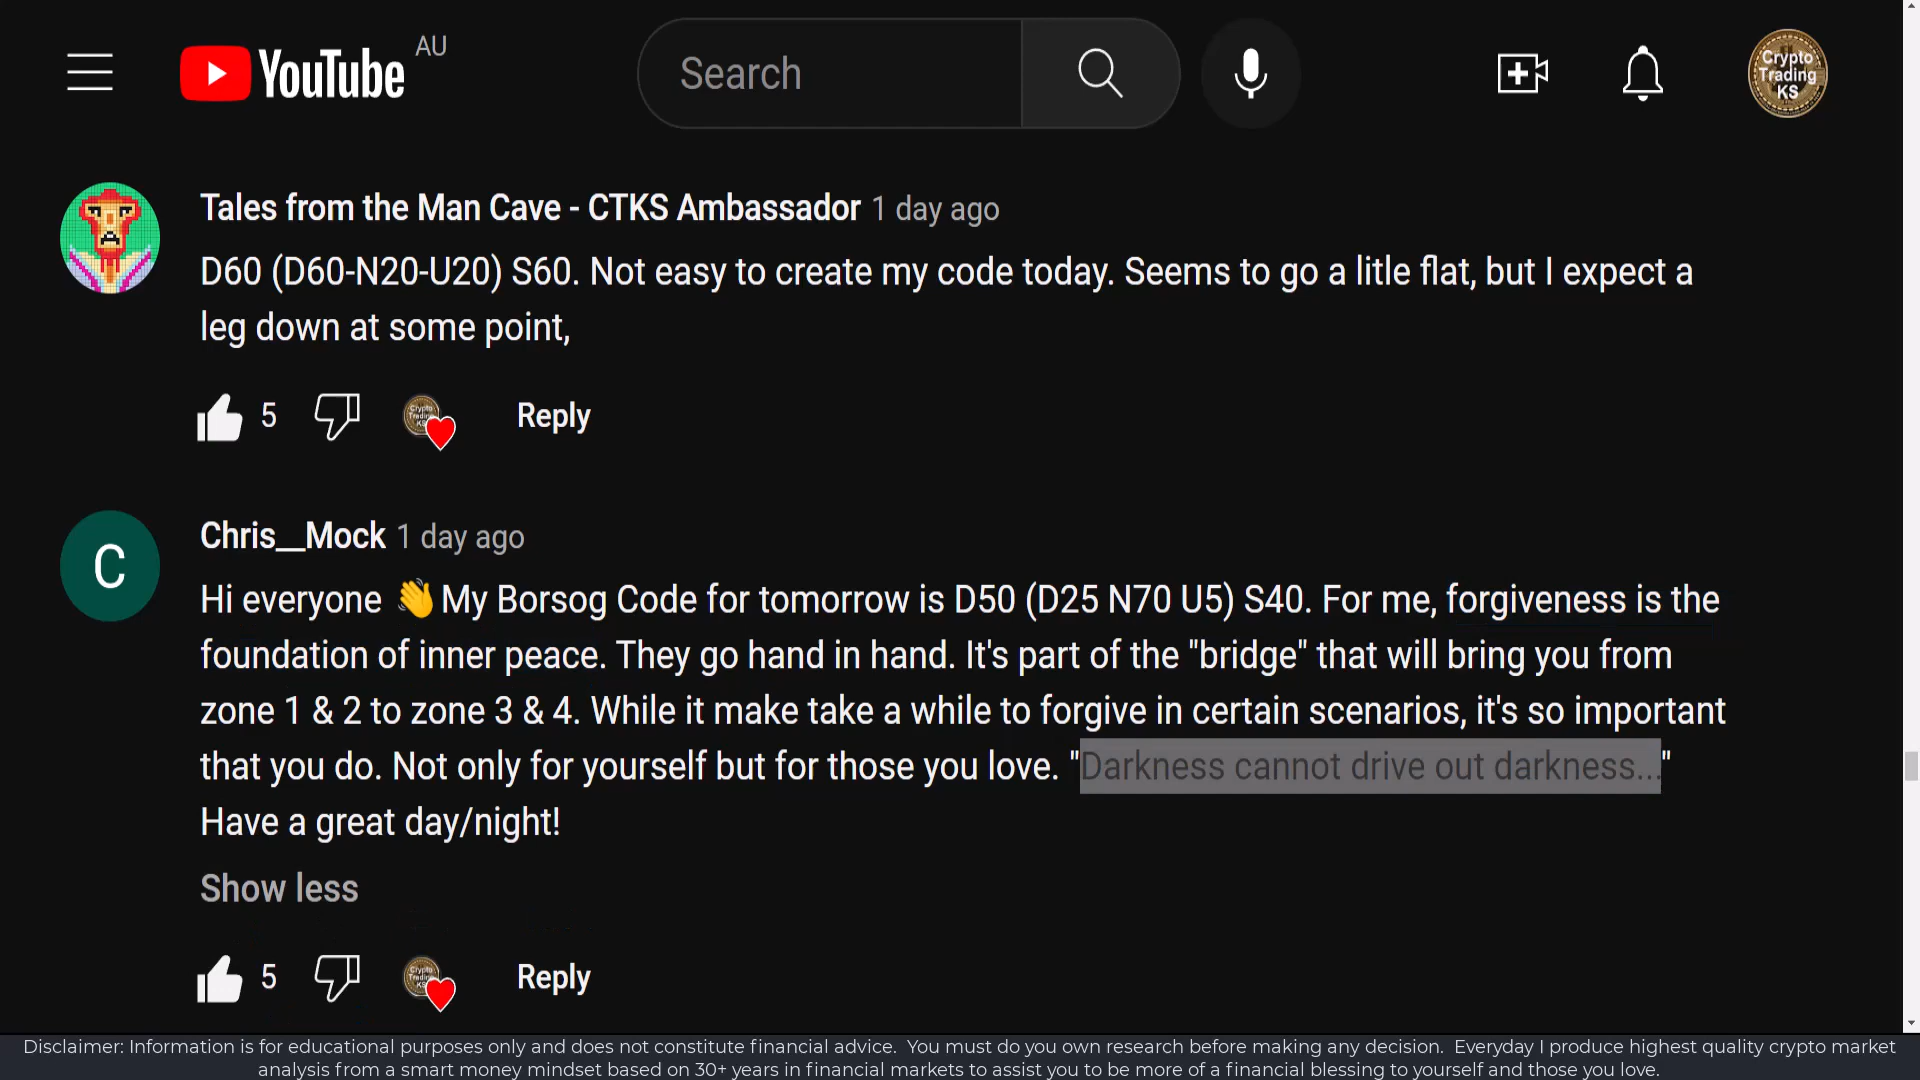 YouTube AU
Search
Crypto
Trading
KS
Tales from the Man Cave - CTKS Ambassador 1 day ago
D60 (D60-N20-U20) S60. Not easy to create my code today. Seems to go a litle flat, but I expect a
leg down at some point,
5 Reply
C
Chris__Mock 1 day ago
Hi everyone 👋 My Borsog Code for tomorrow is D50 (D25 N70 U5) S40. For me, forgiveness is the
foundation of inner peace. They go hand in hand. It's part of the "bridge" that will bring you from
zone 1 & 2 to zone 3 & 4. While it make take a while to forgive in certain scenarios, it's so important
that you do. Not only for yourself but for those you love. "Darkness cannot drive out darkness..."
Have a great day/night!
Show less
5 Reply
Disclaimer: Information is for educational purposes only and does not constitute financial advice. You must do you own research before making any decision. Everyday I produce highest quality crypto market
analysis from a smart money mindset based on 30+ years in financial markets to assist you to be more of a financial blessing to yourself and those you love.